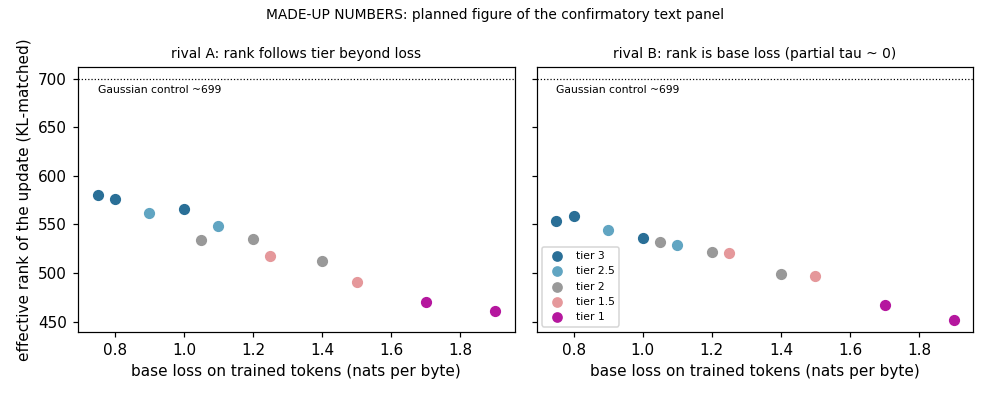 MADE-UP NUMBERS: planned figure of the confirmatory text panel
rival A: rank follows tier beyond loss
effective rank of the update (KL-matched)
700
650
600
550
500
450
Gaussian control ~699
0.8
1.0
1.2
1.4
1.6
1.8
base loss on trained tokens (nats per byte)
rival B: rank is base loss (partial tau ~ 0)
Gaussian control ~699
tier 3
tier 2.5
tier 2
tier 1.5
tier 1
0.8
1.0
1.2
1.4
1.6
1.8
base loss on trained tokens (nats per byte)